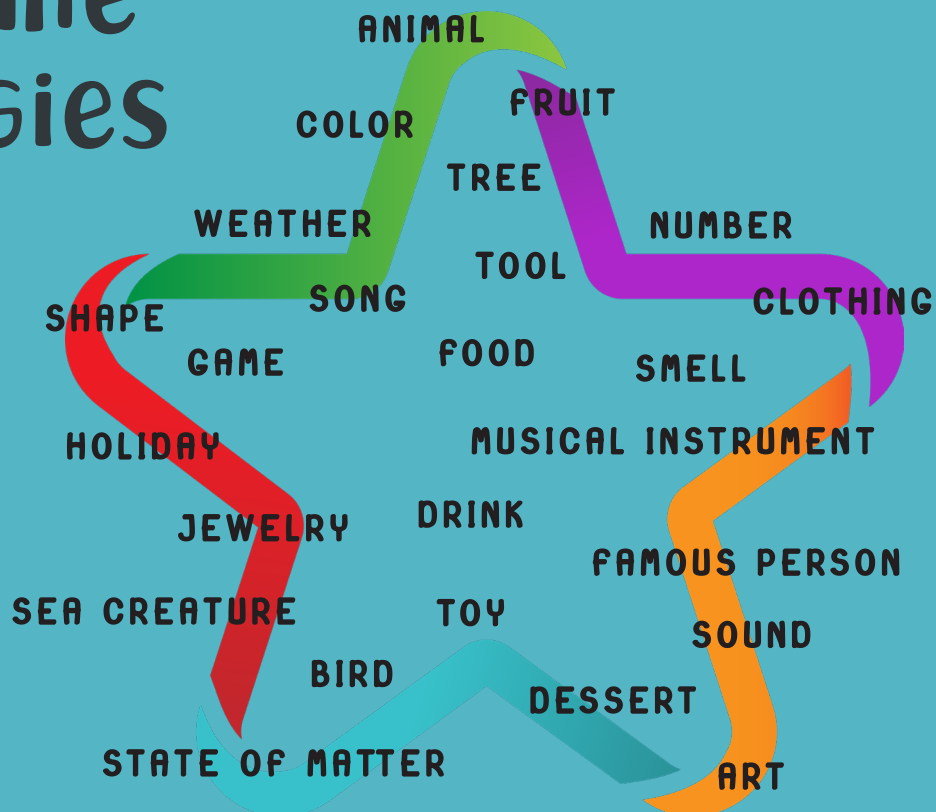 ANIMAL
GIES
FRUIT
COLOR
TREE
WEATHER
NUMBER
TOOL
SONG
CLOTHING
SHAPE
GAME
FOOD
SMELL
HOLIDAY
MUSICAL INSTRUMENT
JEWELRY
DRINK
FAMOUS PERSON
SEA CREATURE
TOY
SOUND
BIRD
DESSERT
STATE OF MATTER
ART